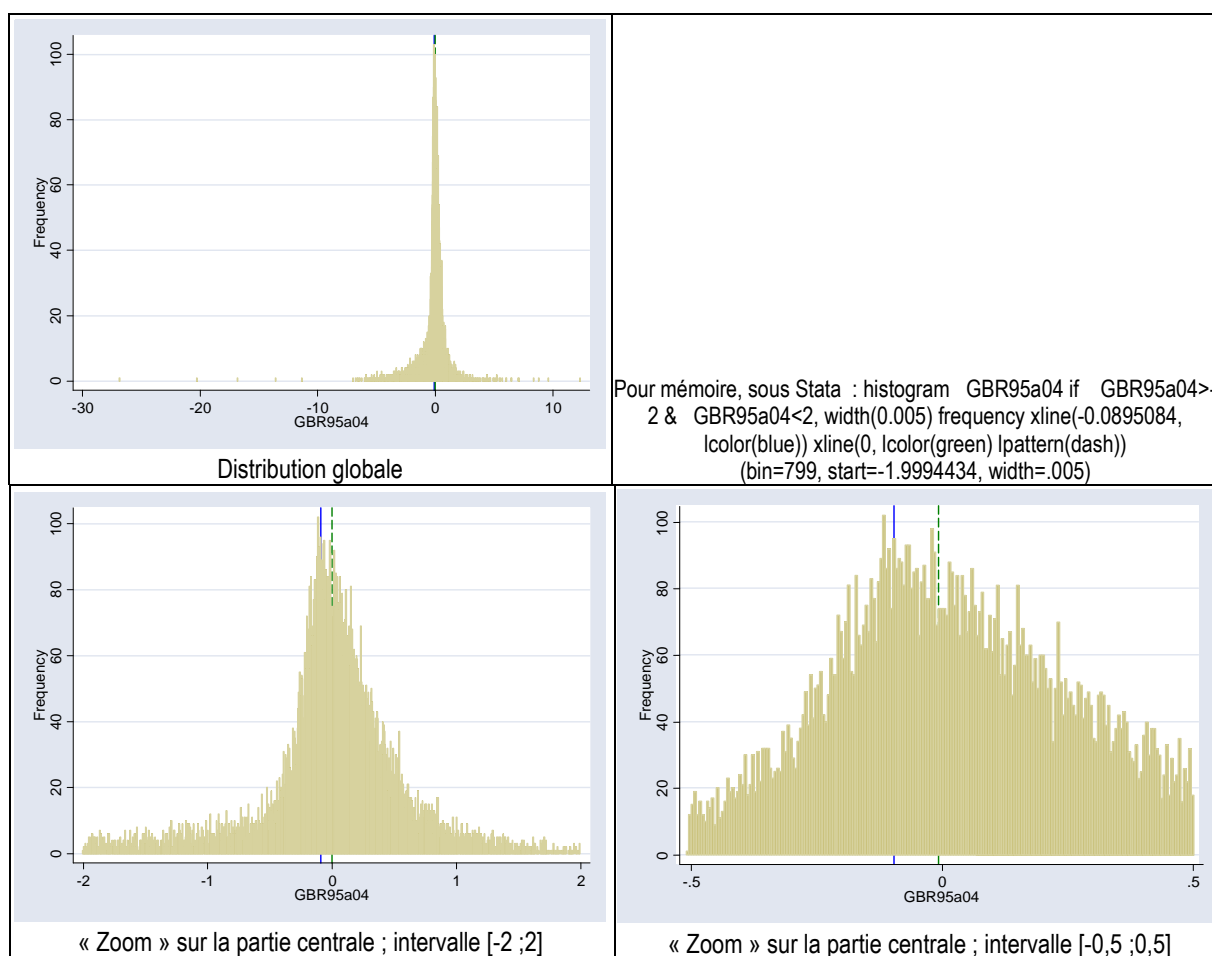 100
80
60
40
20
0
Frequency
-30
-20
-10
0
10
GBR95a04
Distribution globale
Pour mémoire, sous Stata : histogram GBR95a04 if GBR95a04>-
2 & GBR95a04<2, width(0.005) frequency xline(-0.0895084,
lcolor(blue)) xline(0, lcolor(green) lpattern(dash))
(bin=799, start=-1.9994434, width=.005)
100
80
60
40
20
0
Frequency
-2
-1
0
1
2
GBR95a04
« Zoom » sur la partie centrale ; intervalle [-2 ;2]
100
80
60
40
20
0
Frequency
-.5
0
.5
GBR95a04
« Zoom » sur la partie centrale ; intervalle [-0,5 ;0,5]